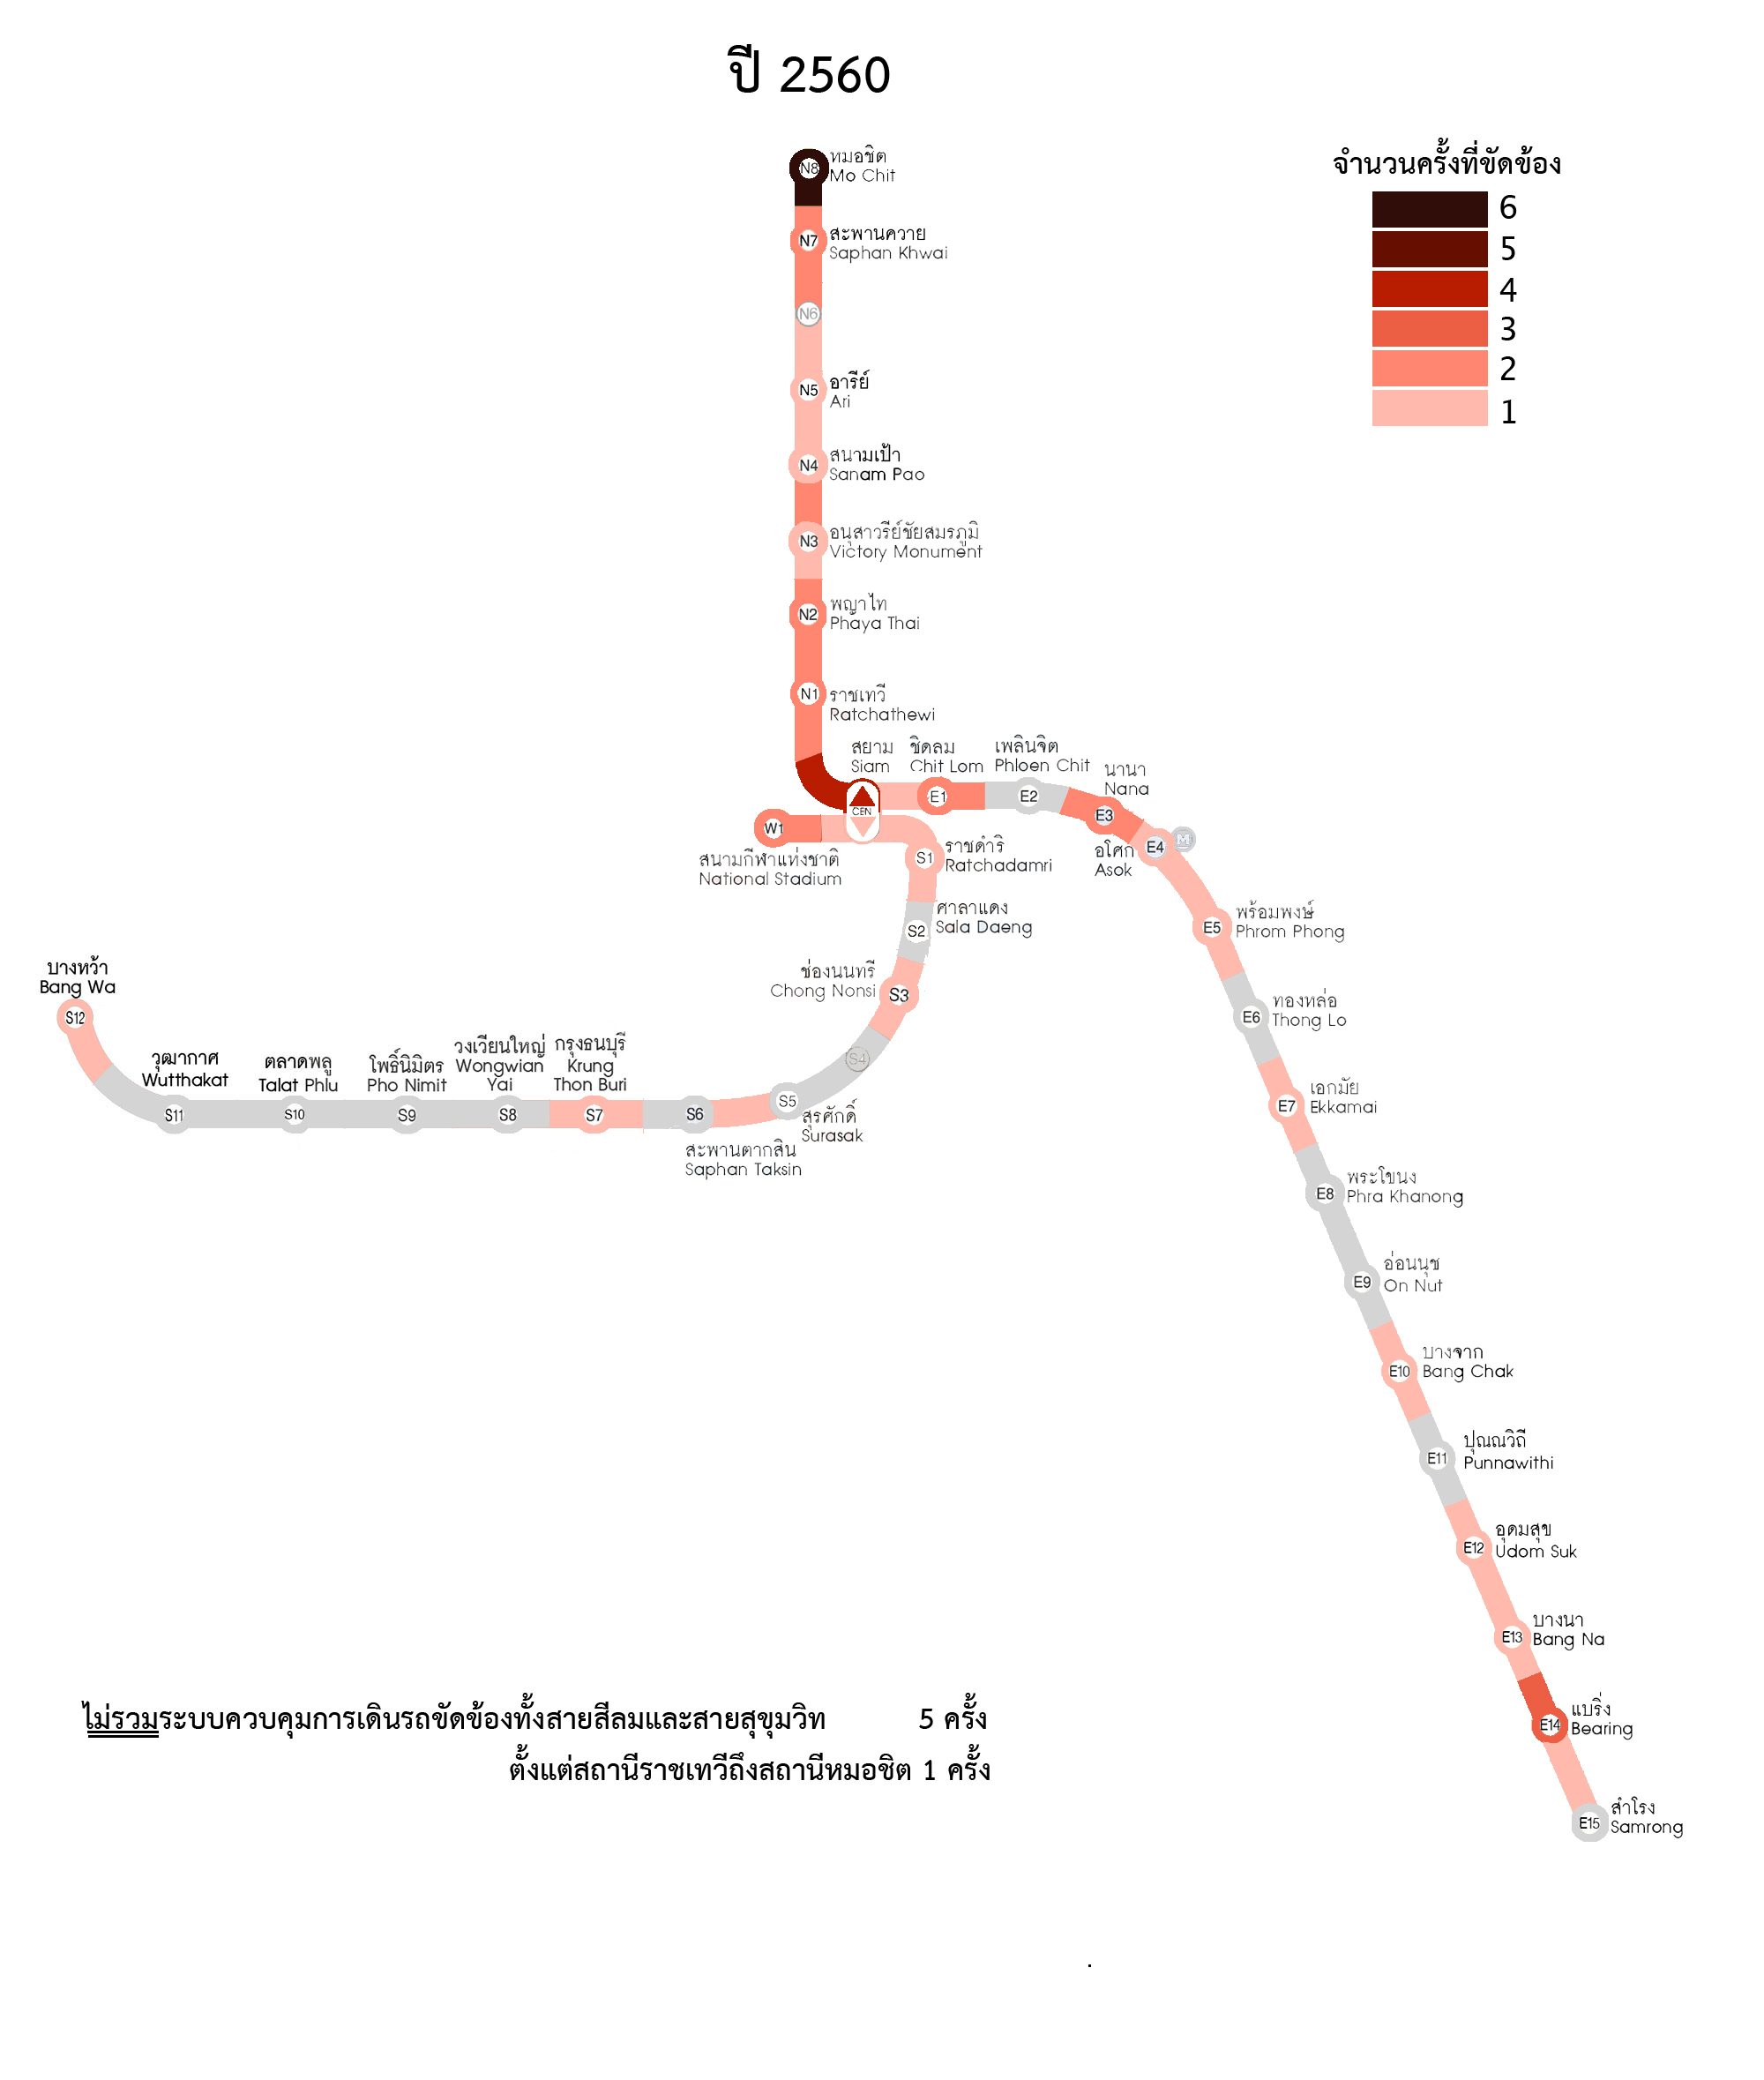 ปี 2560
จำนวนครั้งที่ขัดข้อง
6
5
4
3
2
1
N8
หมอชิต
Mo Chit
N7
สะพานควาย
Saphan Khwai
N6
N5
อารีย์
Ari
N4
สนามเป้า
Sanam Pao
N3
อนุสาวรีย์ชัยสมรภูมิ
Victory Monument
N2
พญาไท
Phaya Thai
N1
ราชเทวี
Ratchathewi
สยาม
Siam
CEN
ชิดลม
Chit Lom
E1
เพลินจิต
Phloen Chit
E2
นานา
Nana
E3
อโศก
Asok
E4
M
W1
สนามกีฬาแห่งชาติ
National Stadium
S1
ราชดำริ
Ratchadamri
S2
ศาลาแดง
Sala Daeng
ช่องนนทรี
Chong Nonsi
S3
S4
S5
สุรศักดิ์
Surasak
S6
สะพานตากสิน
Saphan Taksin
กรุงธนบุรี
Krung
Thon Buri
S7
วงเวียนใหญ่
Wongwian
Yai
S8
โพธิ์นิมิตร
Pho Nimit
S9
ตลาดพลู
Talat Phlu
S10
วุฒากาศ
Wutthakat
S11
บางหว้า
Bang Wa
S12
E5
พร้อมพงษ์
Phrom Phong
E6
ทองหล่อ
Thong Lo
E7
เอกมัย
Ekkamai
E8
พระโขนง
Phra Khanong
E9
อ่อนนุช
On Nut
E10
บางจาก
Bang Chak
E11
ปุณณวิถี
Punnawithi
E12
อุดมสุข
Udom Suk
E13
บางนา
Bang Na
E14
แบริ่ง
Bearing
E15
สำโรง
Samrong
ไม่รวมระบบควบคุมการเดินรถขัดข้องทั้งสายสีลมและสายสุขุมวิท 5 ครั้ง
ตั้งแต่สถานีราชเทวีถึงสถานีหมอชิต 1 ครั้ง